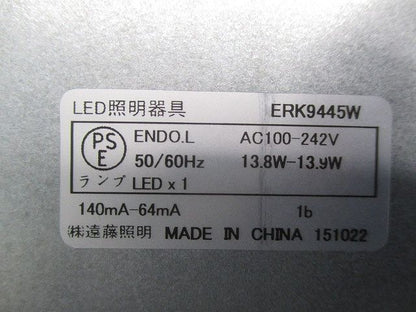 LED照明器具 ERK9445W
PS
E
ENDO.L AC100-242V
50/60Hz 13.8W-13.9W
ランプ LED x 1
140mA-64mA 1b
㈱遠藤照明 MADE IN CHINA 151022